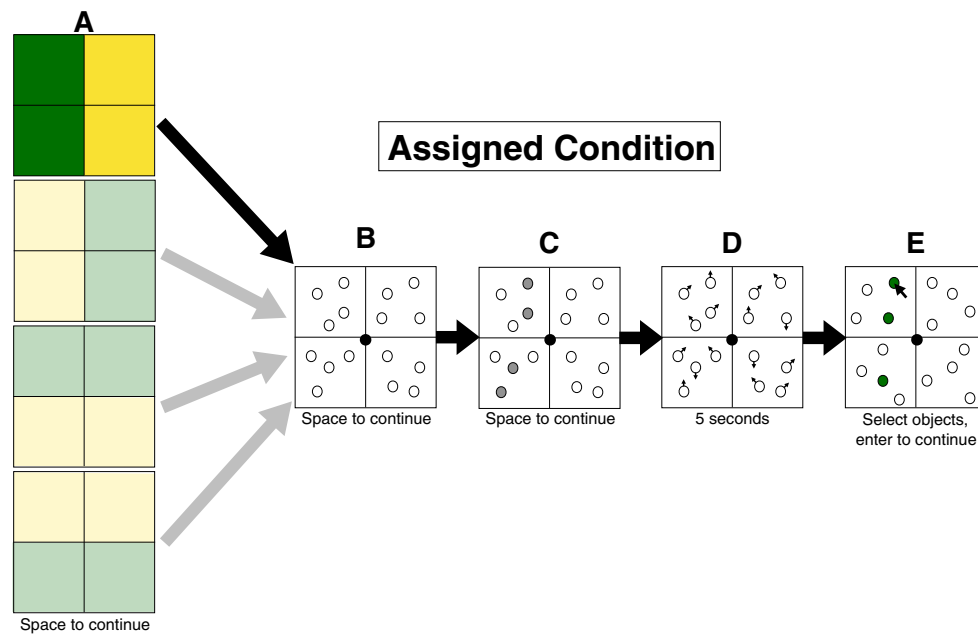 A
Assigned Condition
B
C
D
E
Space to continue
Space to continue
5 seconds
Select objects,
enter to continue
Space to continue